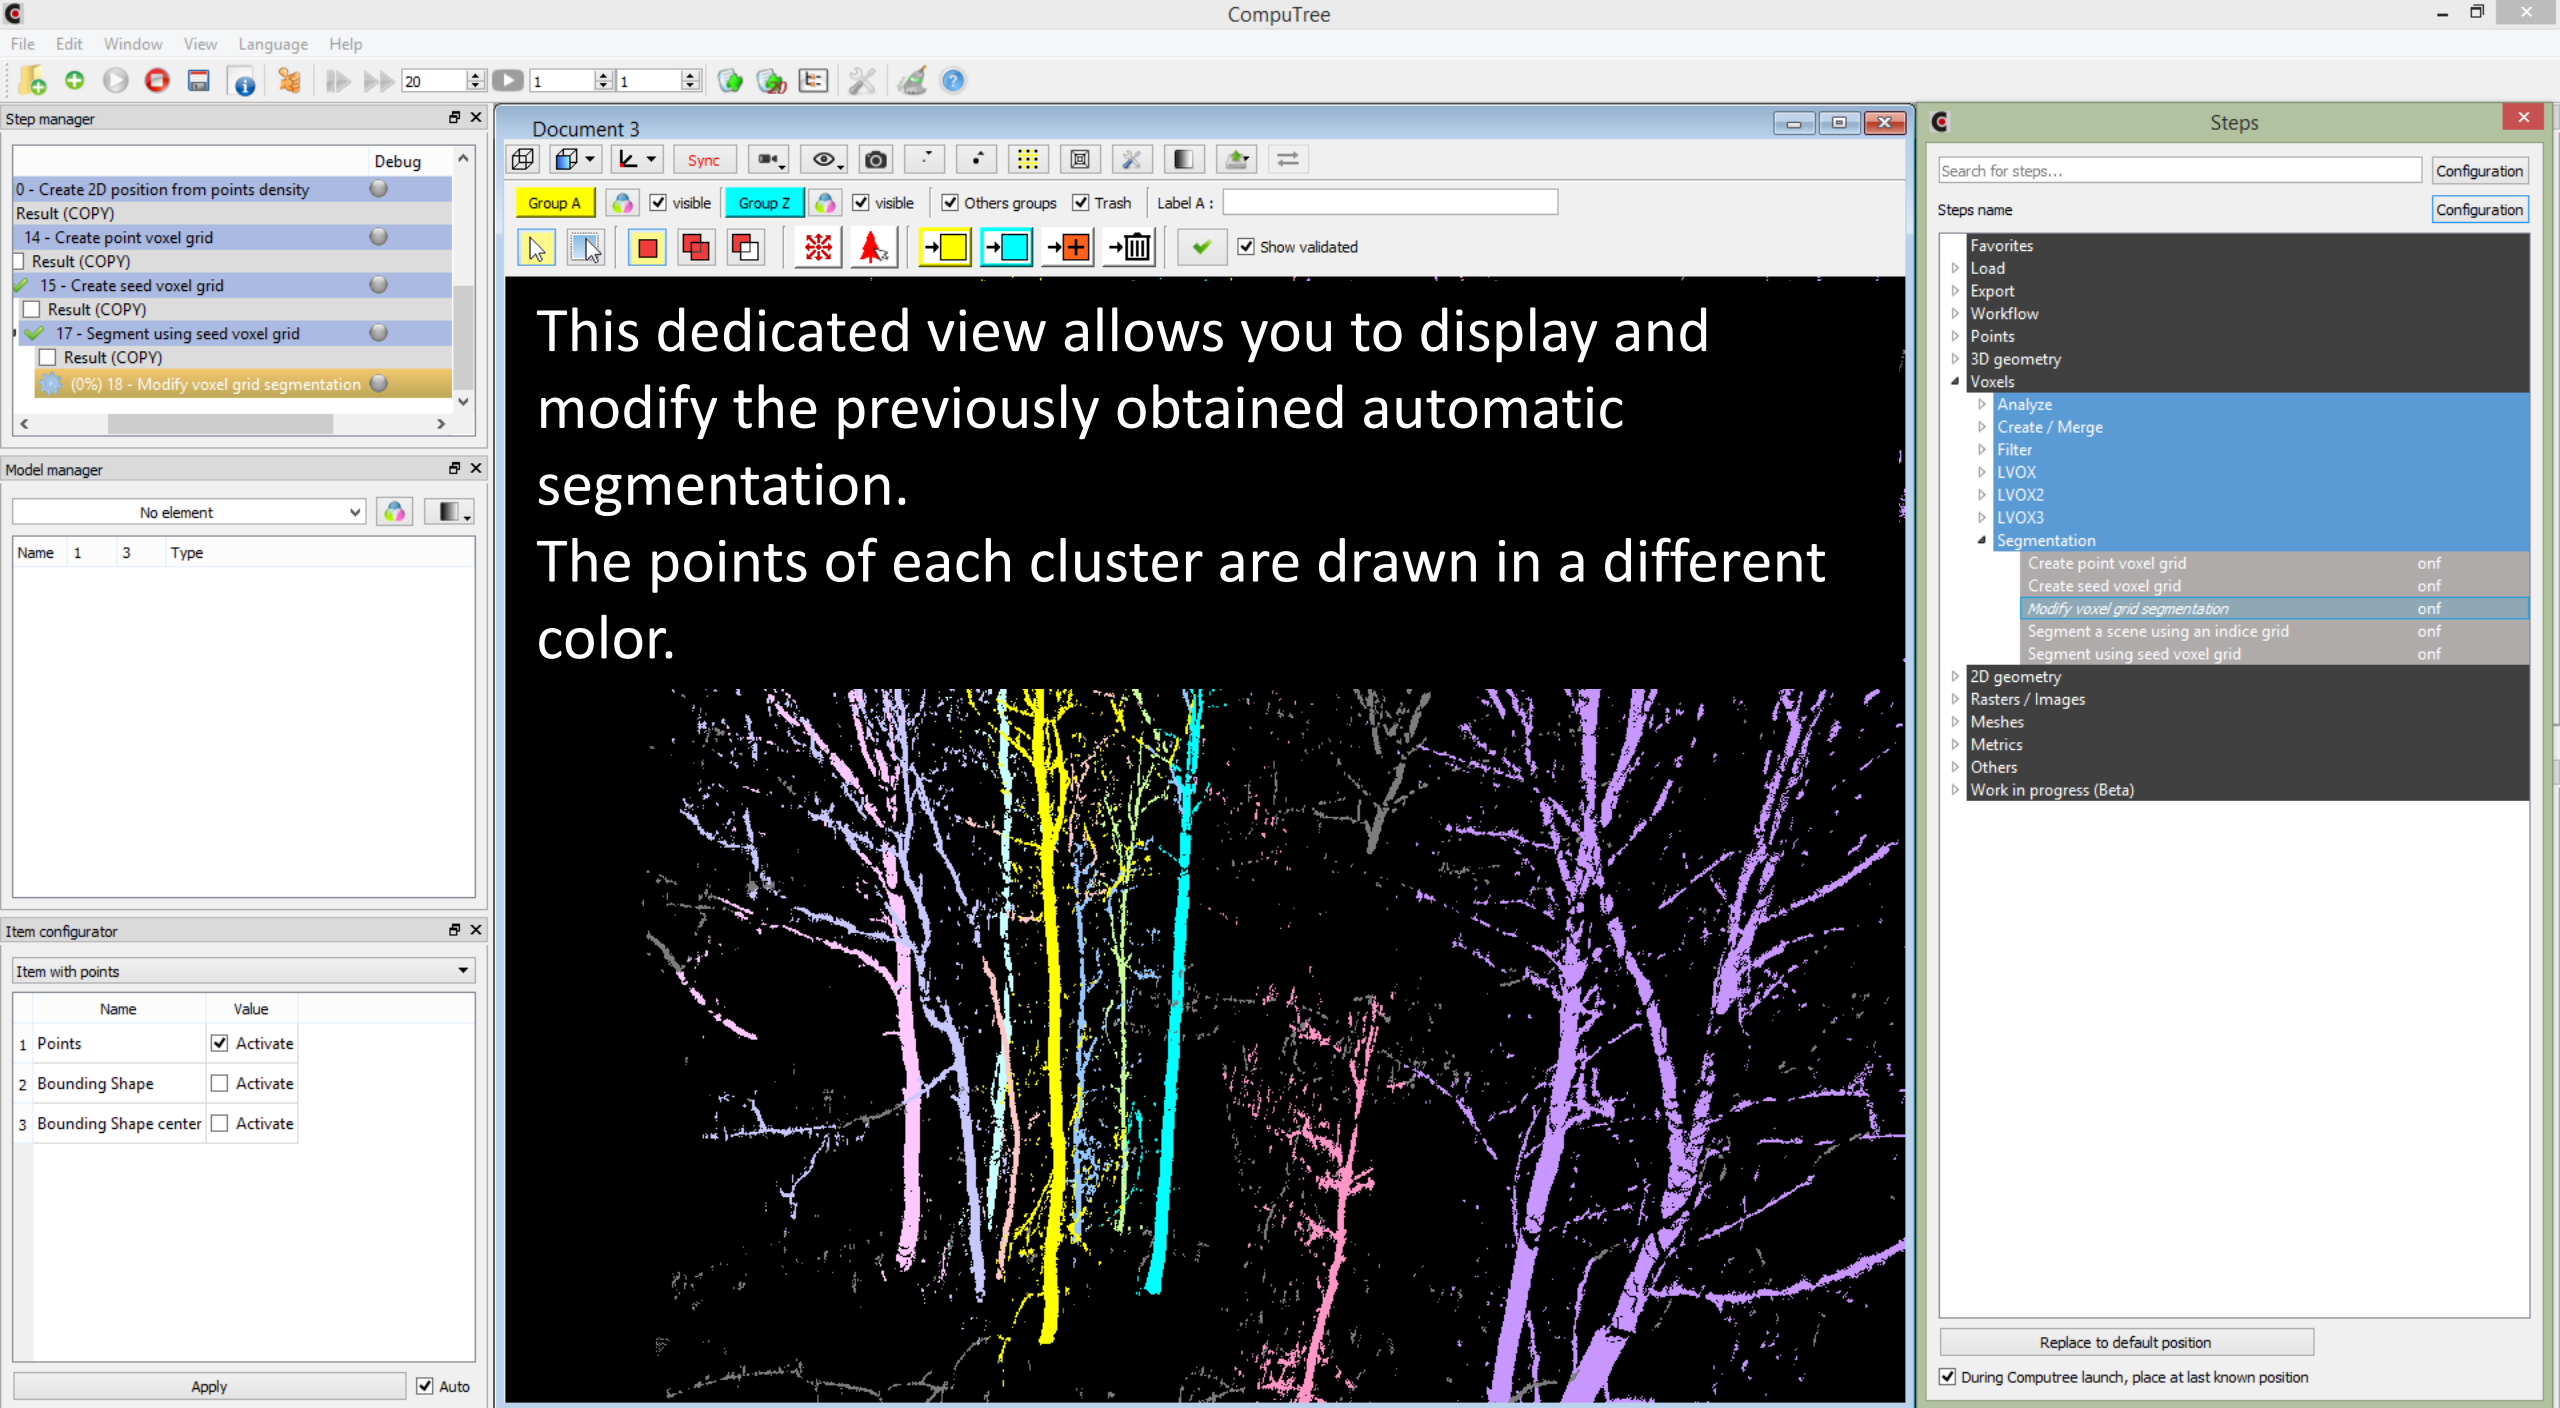 CompuTree
File Edit Window View Language Help
20 1 1
Step manager
Debug
0 - Create 2D position from points density
Result (COPY)
14 - Create point voxel grid
Result (COPY)
15 - Create seed voxel grid
Result (COPY)
17 - Segment using seed voxel grid
Result (COPY)
(0%) 18 - Modify voxel grid segmentation
Model manager
No element
Name 1 3 Type
Item configurator
Item with points
Name Value
1 Points Activate
2 Bounding Shape Activate
3 Bounding Shape center Activate
Apply Auto
Document 3
Sync
Group A visible Group Z visible Others groups Trash Label A :
Show validated
This dedicated view allows you to display and
modify the previously obtained automatic
segmentation.
The points of each cluster are drawn in a different
color.
Steps
Search for steps... Configuration
Steps name Configuration
Favorites
Load
Export
Workflow
Points
3D geometry
Voxels
Analyze
Create / Merge
Filter
LVOX
LVOX2
LVOX3
Segmentation
Create point voxel grid onf
Create seed voxel grid onf
Modify voxel grid segmentation onf
Segment a scene using an indice grid onf
Segment using seed voxel grid onf
2D geometry
Rasters / Images
Meshes
Metrics
Others
Work in progress (Beta)
Replace to default position
During Computree launch, place at last known position